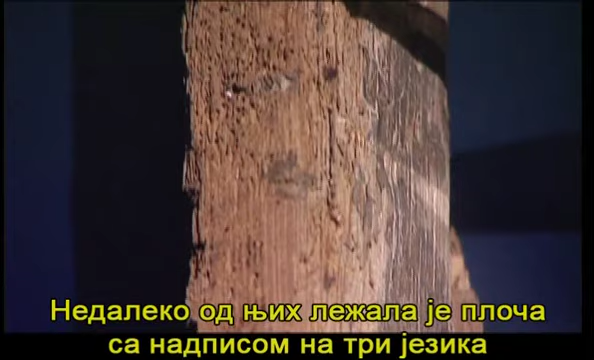 Недалеко од њих лежала је плоча
са надписом на три језика